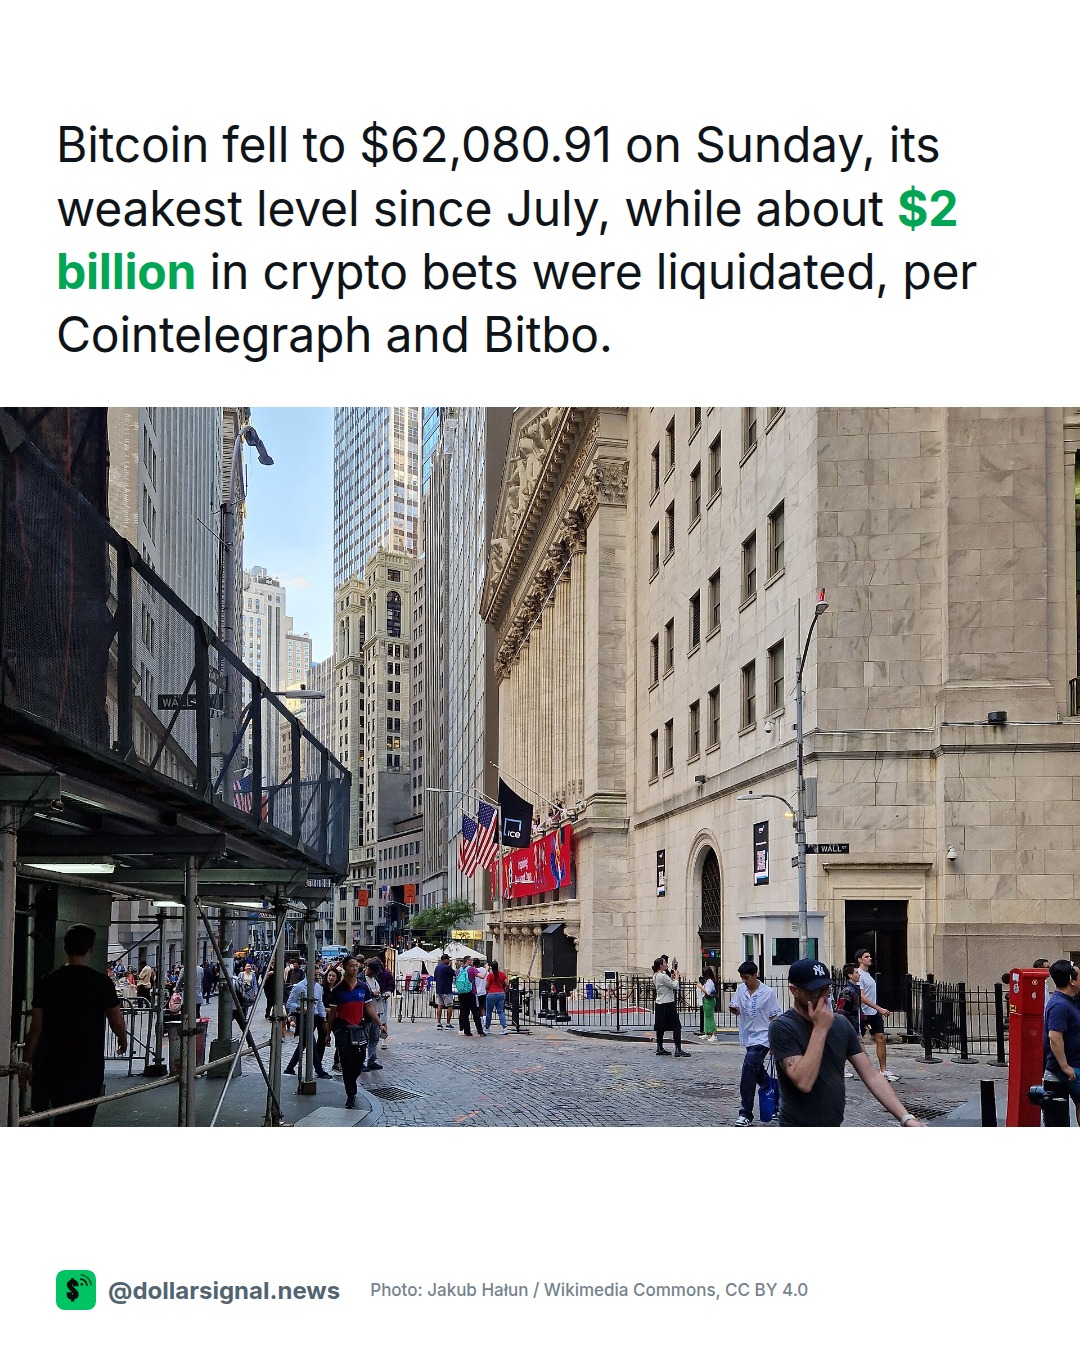 Bitcoin fell to $62,080.91 on Sunday, its
weakest level since July, while about $2
billion in crypto bets were liquidated, per
Cointelegraph and Bitbo.
WALL
ice
WALL ST
@dollarsignal.news
Photo: Jakub Hałun / Wikimedia Commons, CC BY 4.0